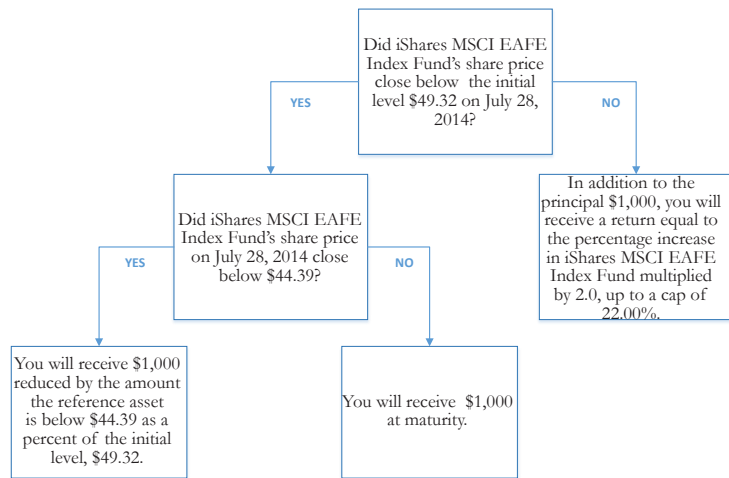 Did iShares MSCI EAFE
Index Fund's share price
close below the initial
level $49.32 on July 28,
2014?
YES
NO
Did iShares MSCI EAFE
Index Fund's share price
on July 28, 2014 close
below $44.39?
In addition to the
principal $1,000, you will
receive a return equal to
the percentage increase
in iShares MSCI EAFE
Index Fund multiplied
by 2.0, up to a cap of
22.00%.
YES
NO
You will receive $1,000
reduced by the amount
the reference asset
is below $44.39 as a
percent of the initial
level, $49.32.
You will receive $1,000
at maturity.